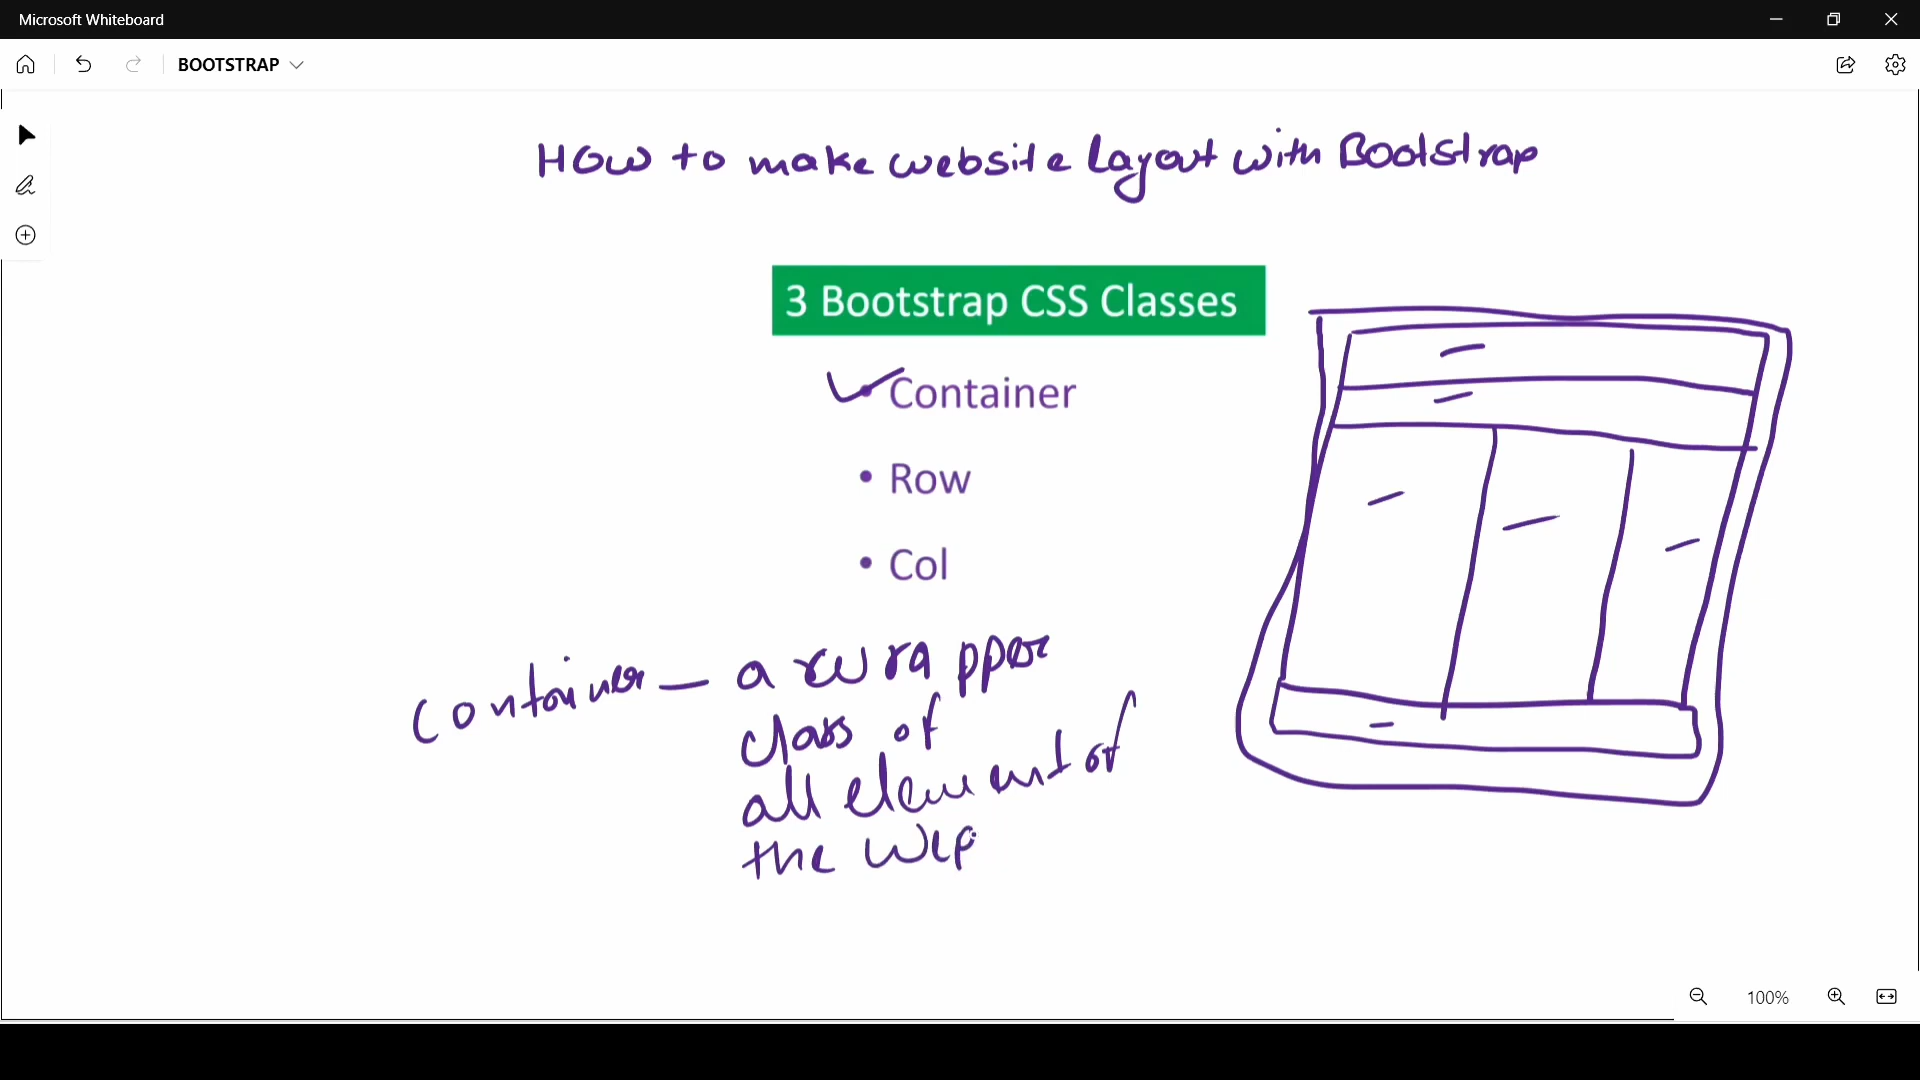 Microsoft Whiteboard
BOOTSTRAP
How to make website Layout with Bootstrap
3 Bootstrap CSS Classes
• Container
• Row
• Col
Container — a wrapper
class of
all element of
the
100%